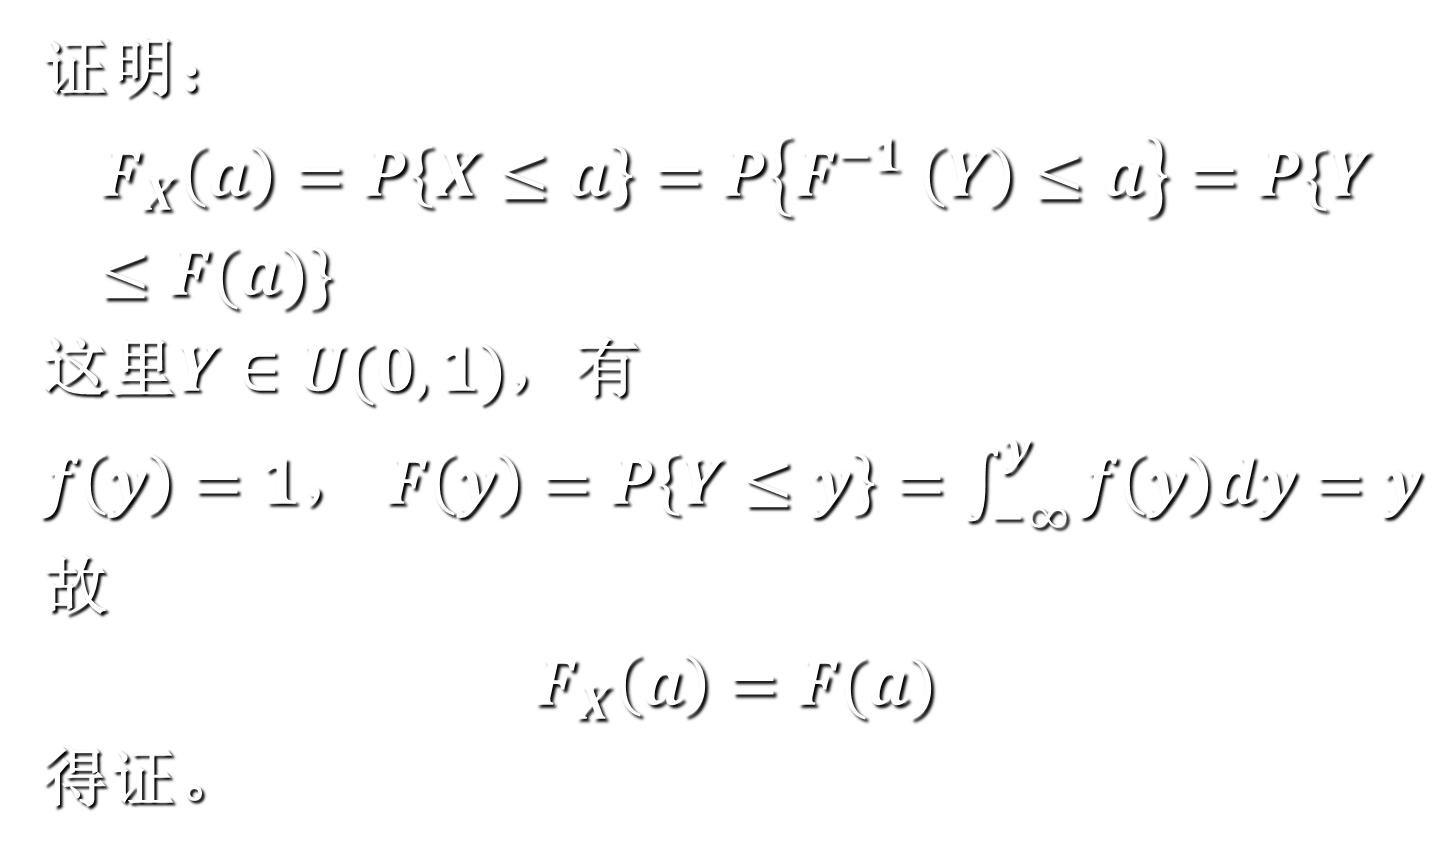 证明：
F_X(a) = P{X ≤ a} = P{F⁻¹(Y) ≤ a} = P{Y
≤ F(a)}
这里Y ∈ U(0,1)，有
f(y) = 1， F(y) = P{Y ≤ y} = ∫_{-∞}^{y} f(y)dy = y
故
F_X(a) = F(a)
得证。